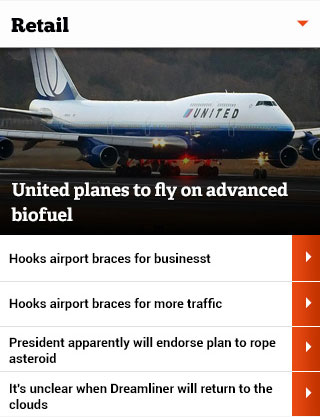 Retail
UNITED
United planes to fly on advanced
biofuel
Hooks airport braces for businesst
Hooks airport braces for more traffic
President apparently will endorse plan to rope
asteroid
It's unclear when Dreamliner will return to the
clouds